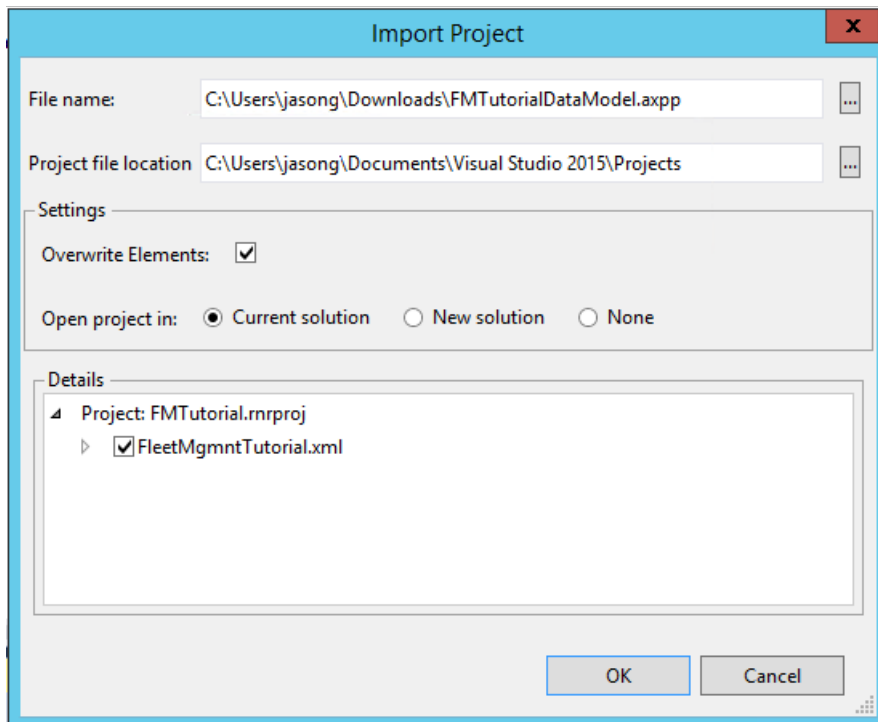 Import Project
x
File name: C:\Users\jasong\Downloads\FMTutorialDataModel.axpp ...
Project file location C:\Users\jasong\Documents\Visual Studio 2015\Projects ...
Settings
Overwrite Elements:
Open project in: Current solution New solution None
Details
Project: FMTutorial.rnrproj
FleetMgmntTutorial.xml
OK Cancel